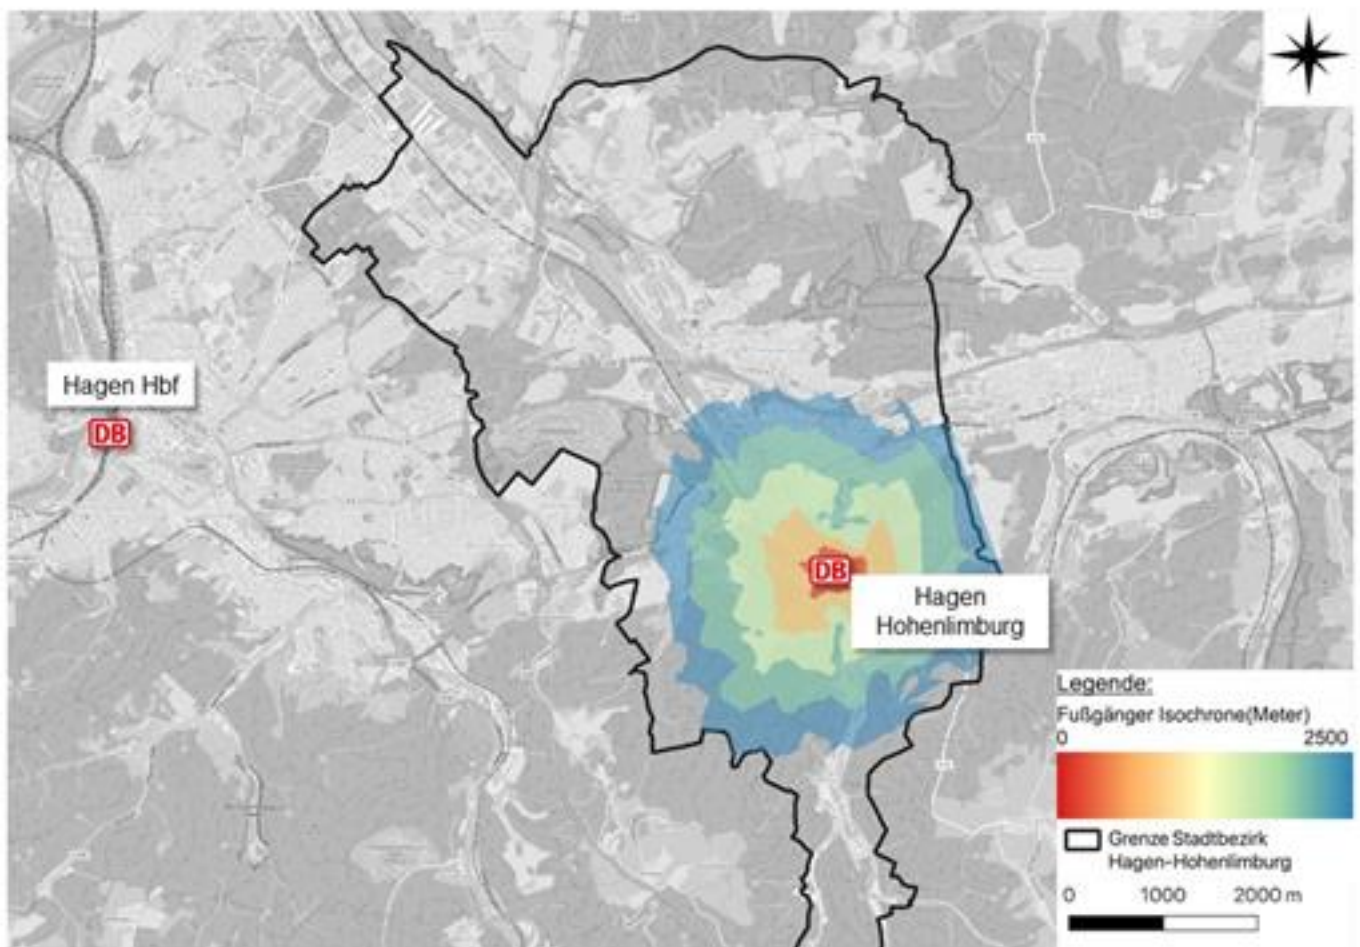 Hagen Hbf
DB
DB
Hagen
Hohenlimburg
Legende:
Fußgänger Isochrone(Meter)
0 2500
Grenze Stadtbezirk
Hagen-Hohenlimburg
0 1000 2000 m